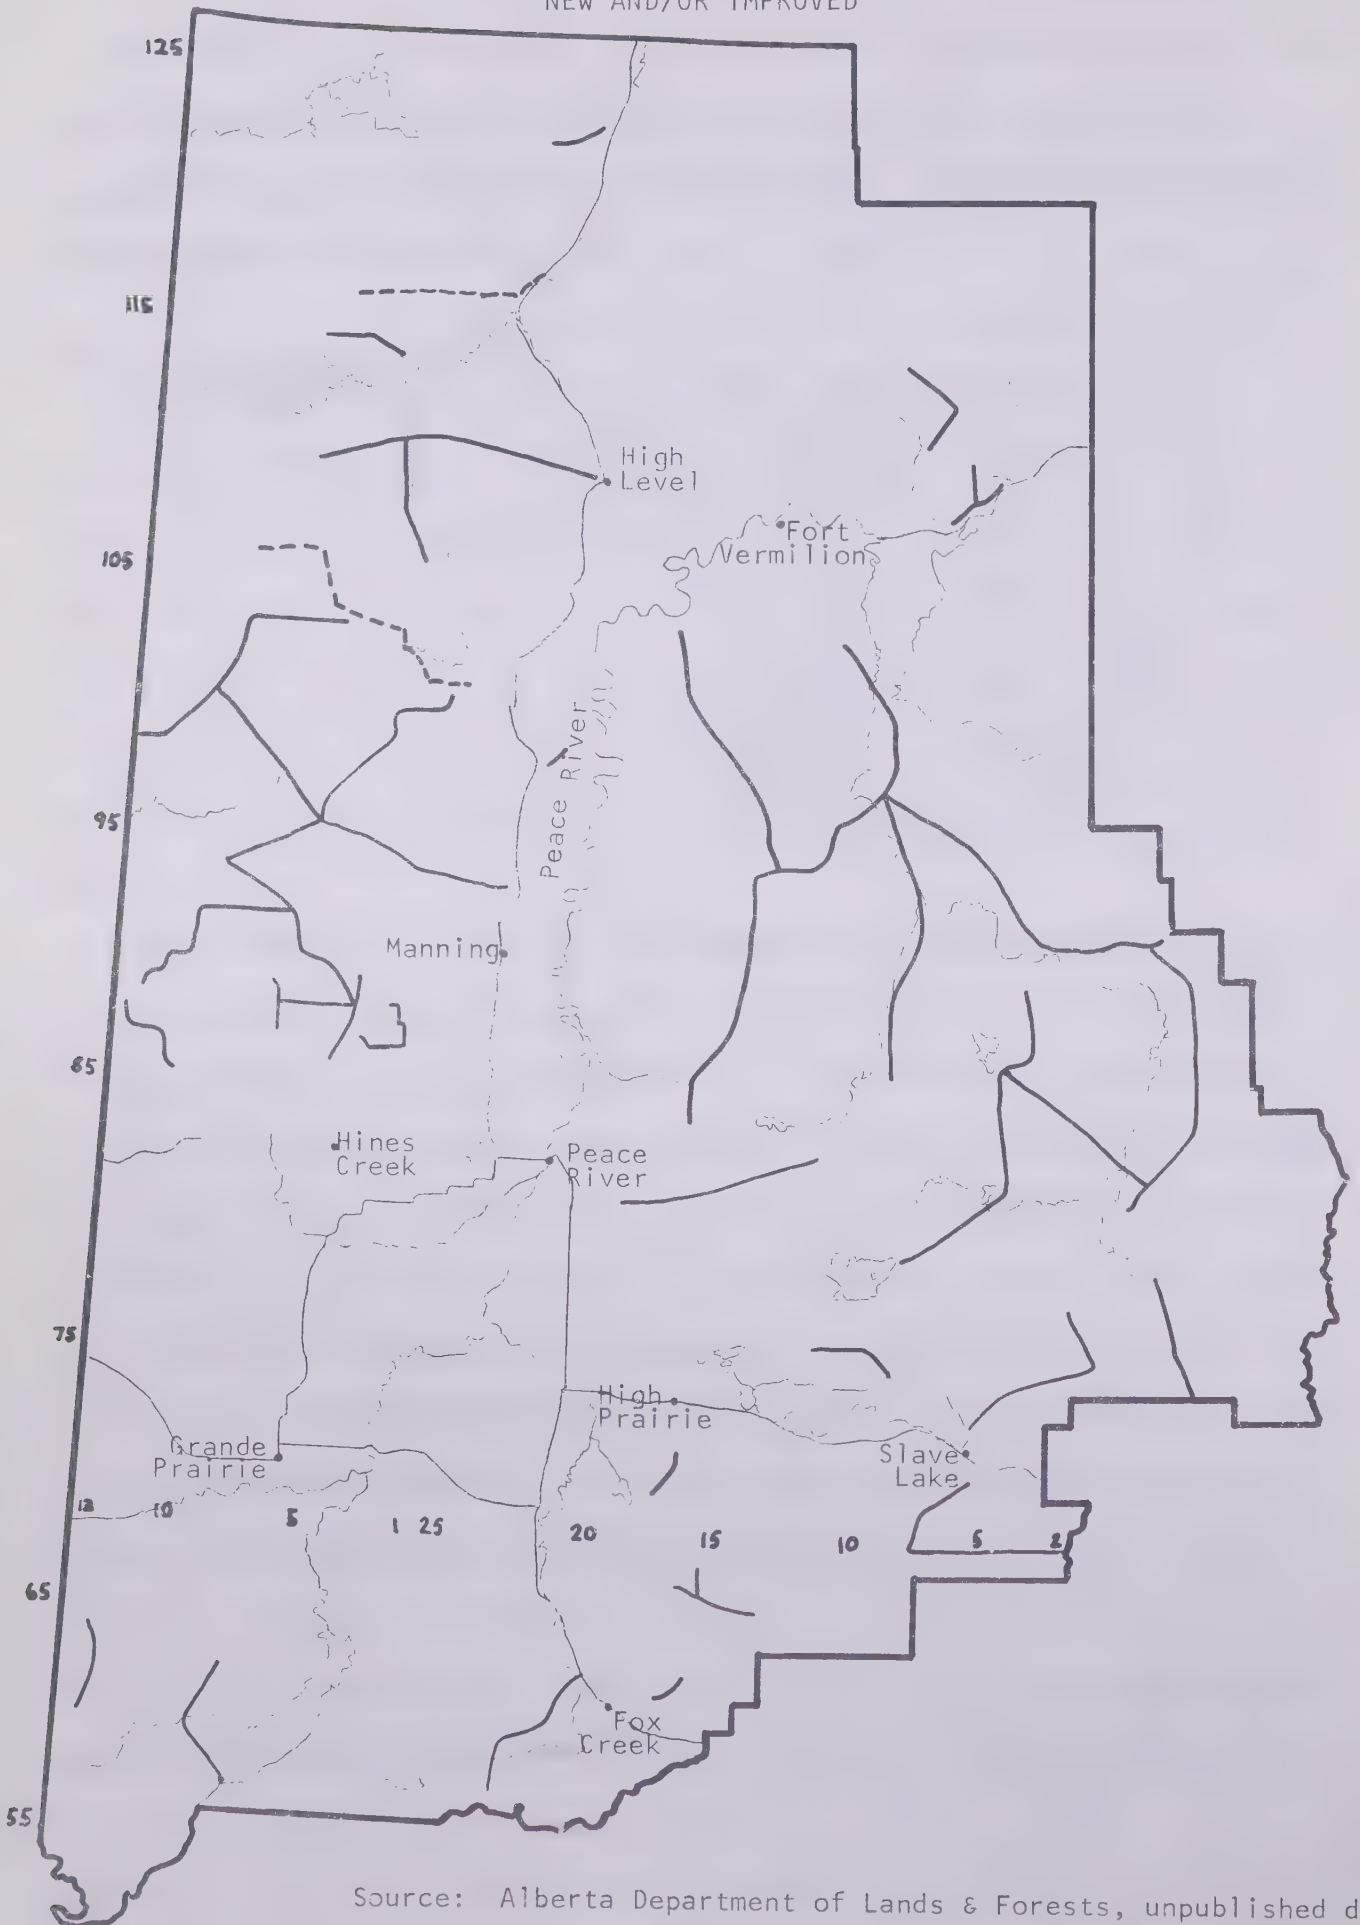 NEW AND/OR IMPROVED
125
115
High
Level
Fort
Vermilion
105
Peace River
95
Manning
85
Hines
Creek
Peace
River
75
High
Prairie
Grande
Prairie
Slave
Lake
12 10 5 1 25 20 15 10 5 2
65
Fox
Creek
55
Source: Alberta Department of Lands & Forests, unpublished d